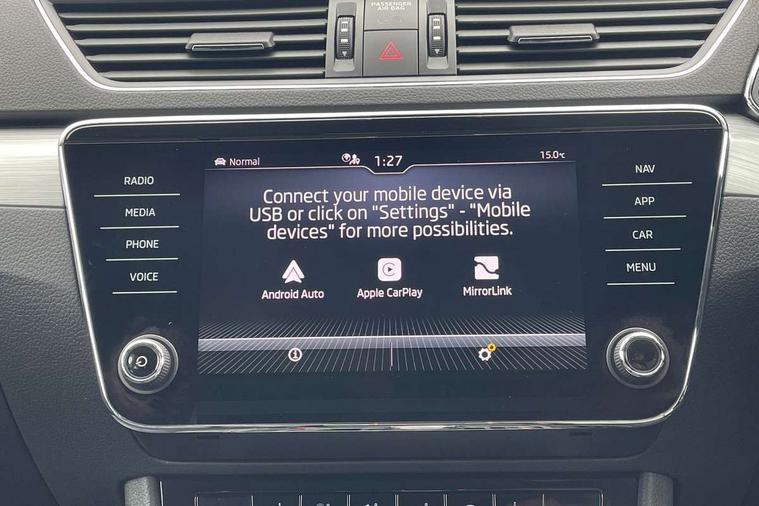 PASSENGER
AIR BAG
Normal
1:27
15.0°C
RADIO
MEDIA
PHONE
VOICE
Connect your mobile device via
USB or click on "Settings" - "Mobile
devices" for more possibilities.
Android Auto
Apple CarPlay
MirrorLink
NAV
APP
CAR
MENU